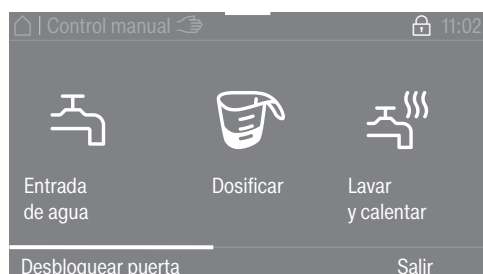 | Control manual
11:02
Entrada
de agua
Dosificar
Lavar
y calentar
Desbloquear puerta
Salir